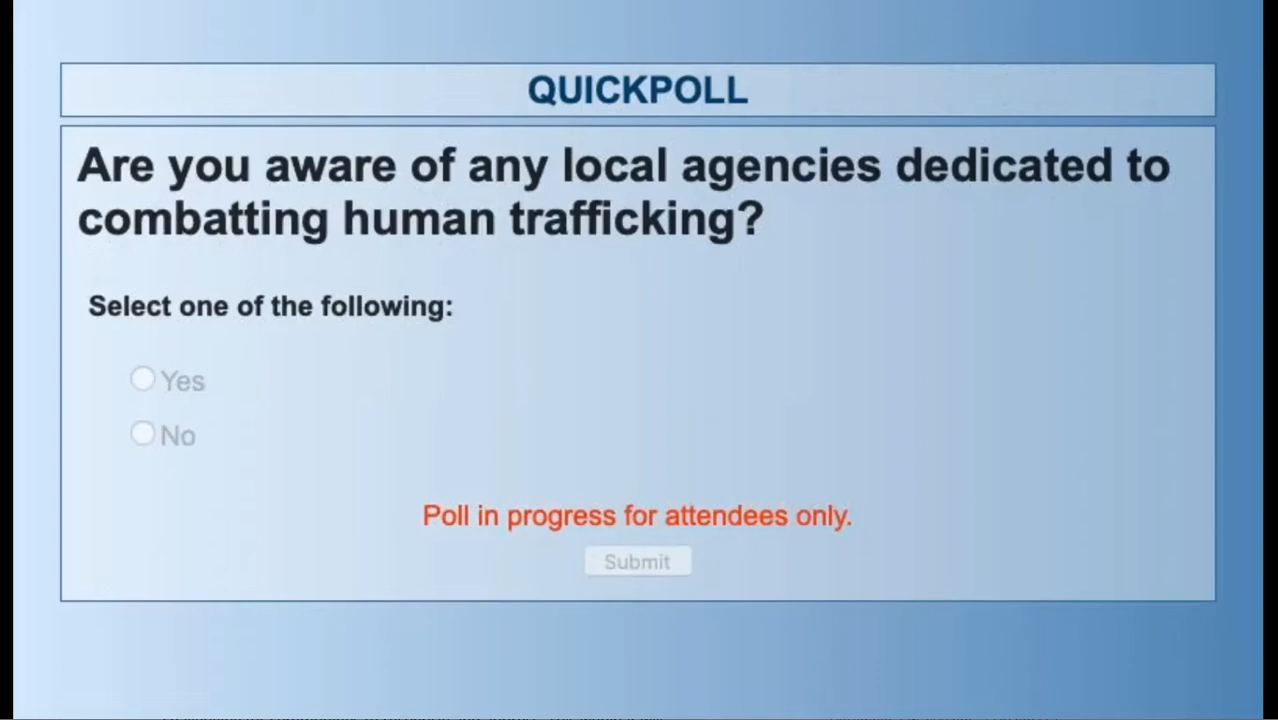 QUICKPOLL
Are you aware of any local agencies dedicated to
combatting human trafficking?
Select one of the following:
Yes
No
Poll in progress for attendees only.
Submit